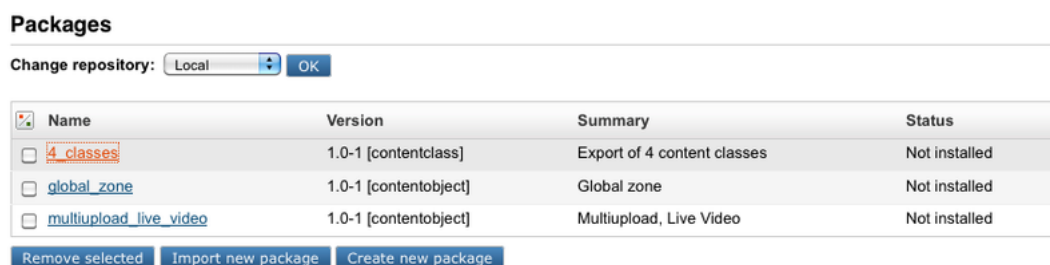 Packages
Change repository: Local OK
Name Version Summary Status
4_classes 1.0-1 [contentclass] Export of 4 content classes Not installed
global_zone 1.0-1 [contentobject] Global zone Not installed
multiupload_live_video 1.0-1 [contentobject] Multiupload, Live Video Not installed
Remove selected Import new package Create new package